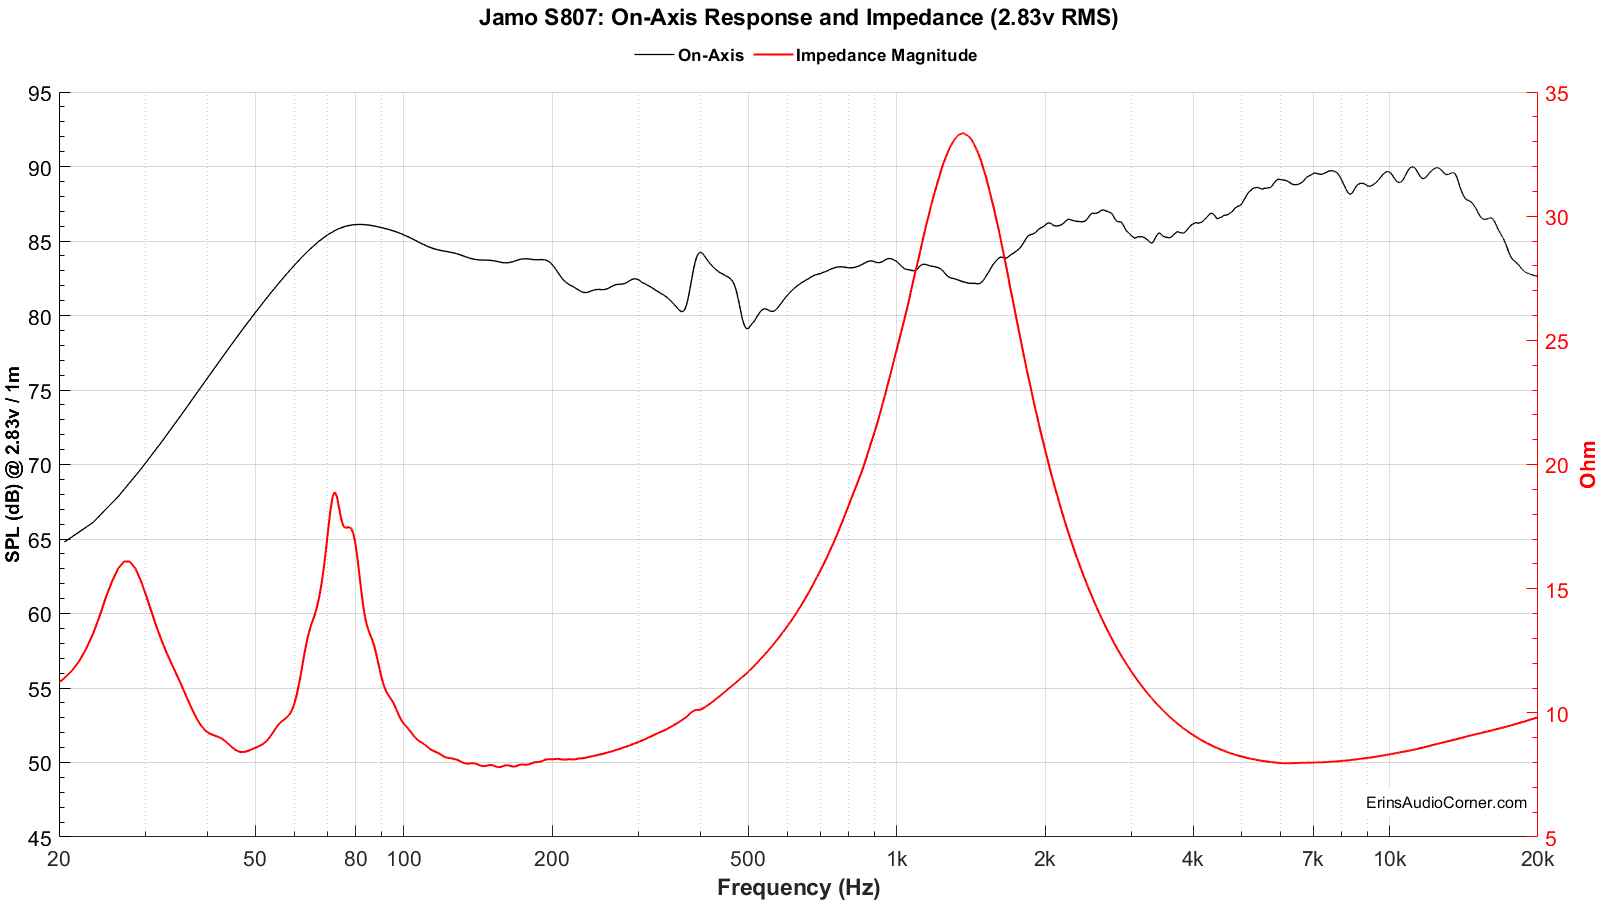 Jamo S807: On-Axis Response and Impedance (2.83v RMS)
On-Axis Impedance Magnitude
95
90
85
80
75
70
65
60
55
50
45
SPL (dB) @ 2.83v / 1m
35
30
25
20
15
10
5
Ohm
ErinsAudioCorner.com
20 50 80 100 200 500 1k 2k 4k 7k 10k 20k
Frequency (Hz)